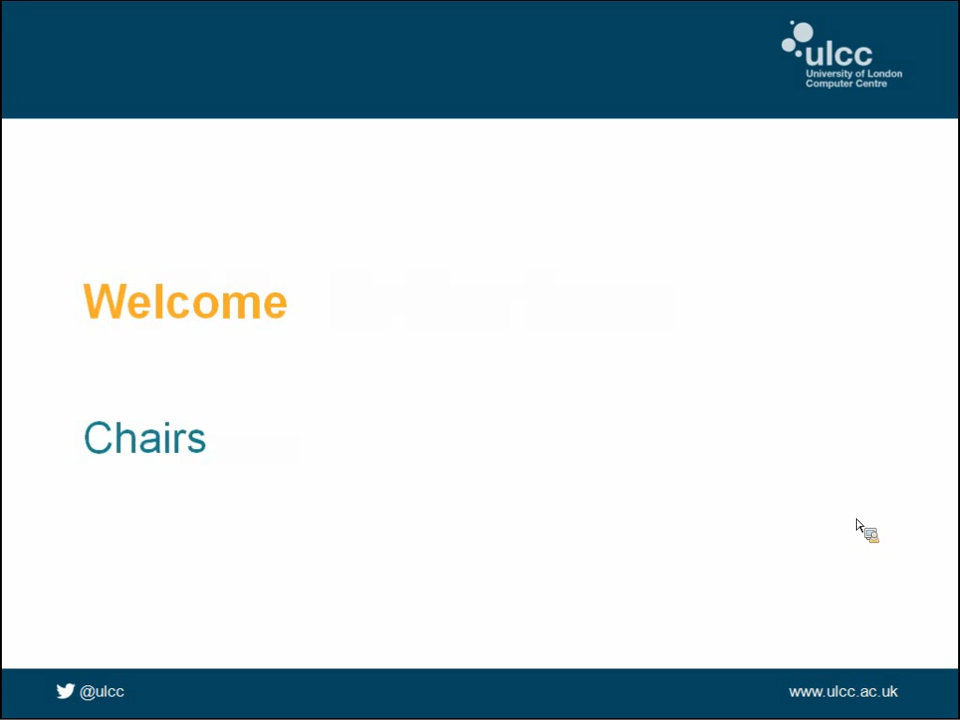 ulcc
University of London
Computer Centre
Welcome
Chairs
@ulcc
www.ulcc.ac.uk